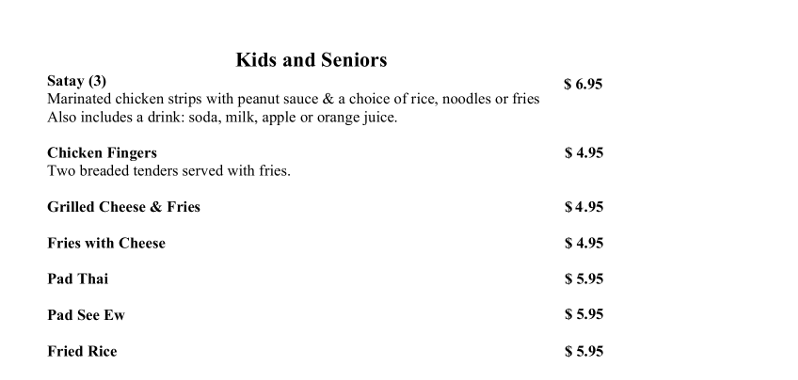 Kids and Seniors
Satay (3) $ 6.95
Marinated chicken strips with peanut sauce & a choice of rice, noodles or fries
Also includes a drink: soda, milk, apple or orange juice.
Chicken Fingers $ 4.95
Two breaded tenders served with fries.
Grilled Cheese & Fries $ 4.95
Fries with Cheese $ 4.95
Pad Thai $ 5.95
Pad See Ew $ 5.95
Fried Rice $ 5.95